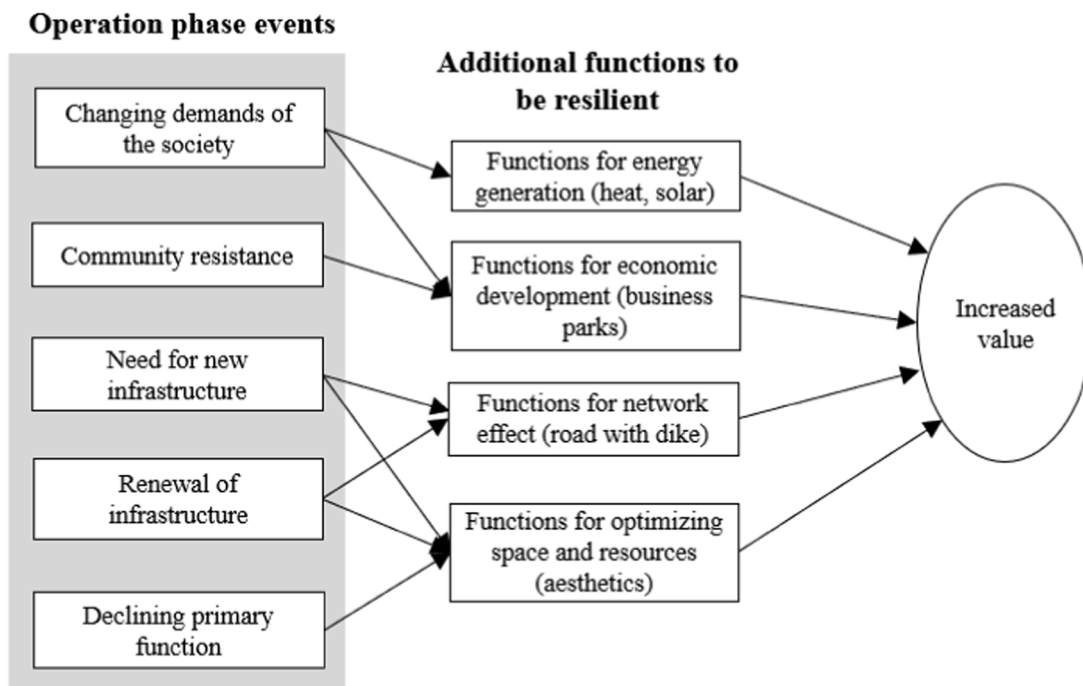 Operation phase events
Changing demands of
the society
Community resistance
Need for new
infrastructure
Renewal of
infrastructure
Declining primary
function
Additional functions to
be resilient
Functions for energy
generation (heat, solar)
Functions for economic
development (business
parks)
Functions for network
effect (road with dike)
Functions for optimizing
space and resources
(aesthetics)
Increased
value